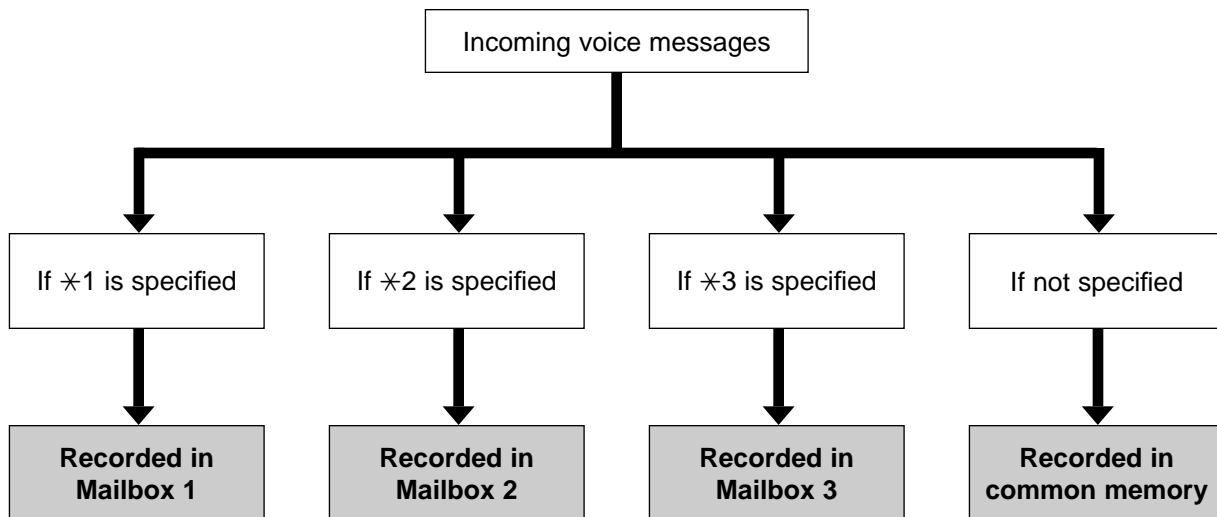 Incoming voice messages
If ✳1 is specified
If ✳2 is specified
If ✳3 is specified
If not specified
Recorded in
Mailbox 1
Recorded in
Mailbox 2
Recorded in
Mailbox 3
Recorded in
common memory